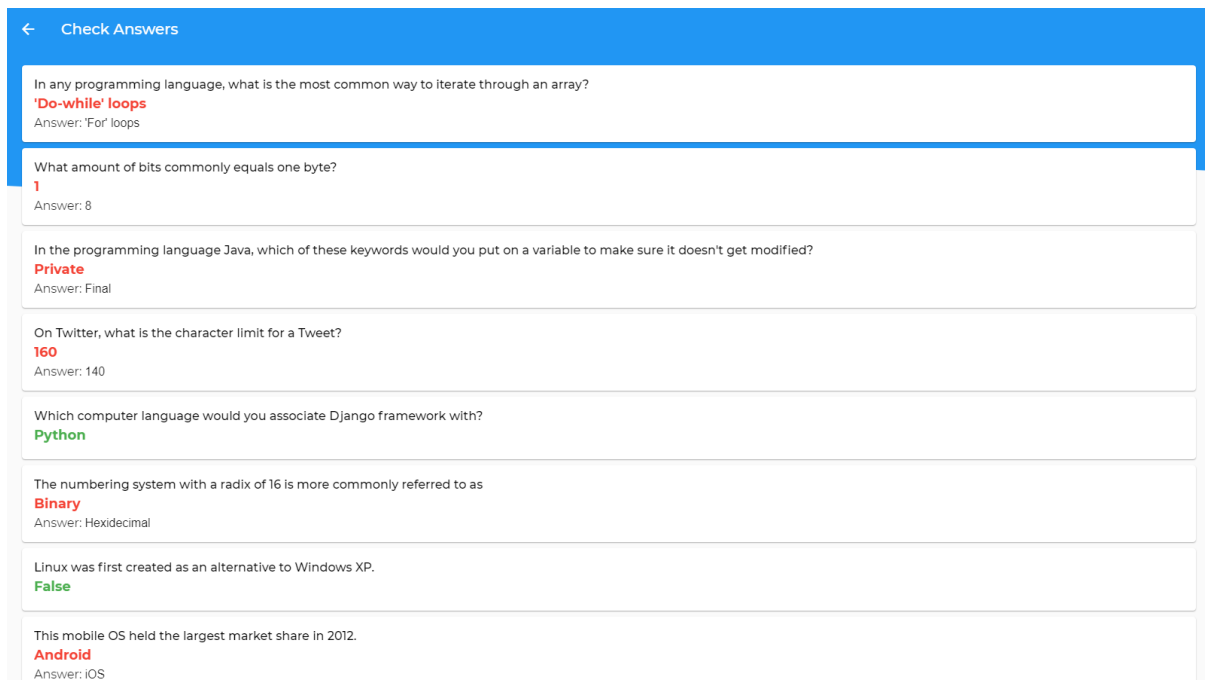 Check Answers
In any programming language, what is the most common way to iterate through an array?
'Do-while' loops
Answer: 'For' loops
What amount of bits commonly equals one byte?
1
Answer: 8
In the programming language Java, which of these keywords would you put on a variable to make sure it doesn't get modified?
Private
Answer: Final
On Twitter, what is the character limit for a Tweet?
160
Answer: 140
Which computer language would you associate Django framework with?
Python
The numbering system with a radix of 16 is more commonly referred to as
Binary
Answer: Hexidecimal
Linux was first created as an alternative to Windows XP.
False
This mobile OS held the largest market share in 2012.
Android
Answer: iOS